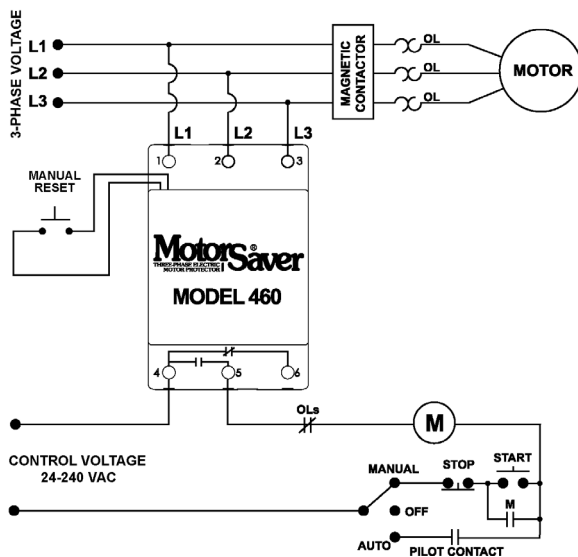 3-PHASE VOLTAGE
L1
L2
L3
MAGNETIC
CONTACTOR
OL
OL
OL
MOTOR
L1
L2
L3
1
2
3
MANUAL
RESET
MotorSaver®
THREE-PHASE ELECTRIC
MOTOR PROTECTOR
MODEL 460
4
5
6
OLs
M
CONTROL VOLTAGE
24-240 VAC
MANUAL
STOP
START
M
OFF
AUTO
PILOT CONTACT